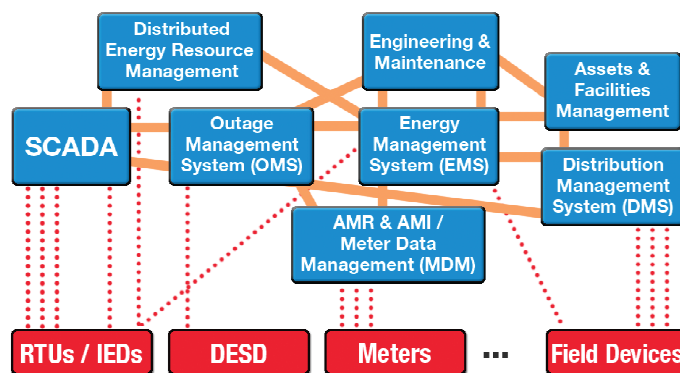 Distributed
Energy Resource
Management
Engineering &
Maintenance
Assets &
Facilities
Management
SCADA
Outage
Management
System (OMS)
Energy
Management
System (EMS)
Distribution
Management
System (DMS)
AMR & AMI /
Meter Data
Management (MDM)
RTUs / IEDs
DESD
Meters
...
Field Devices